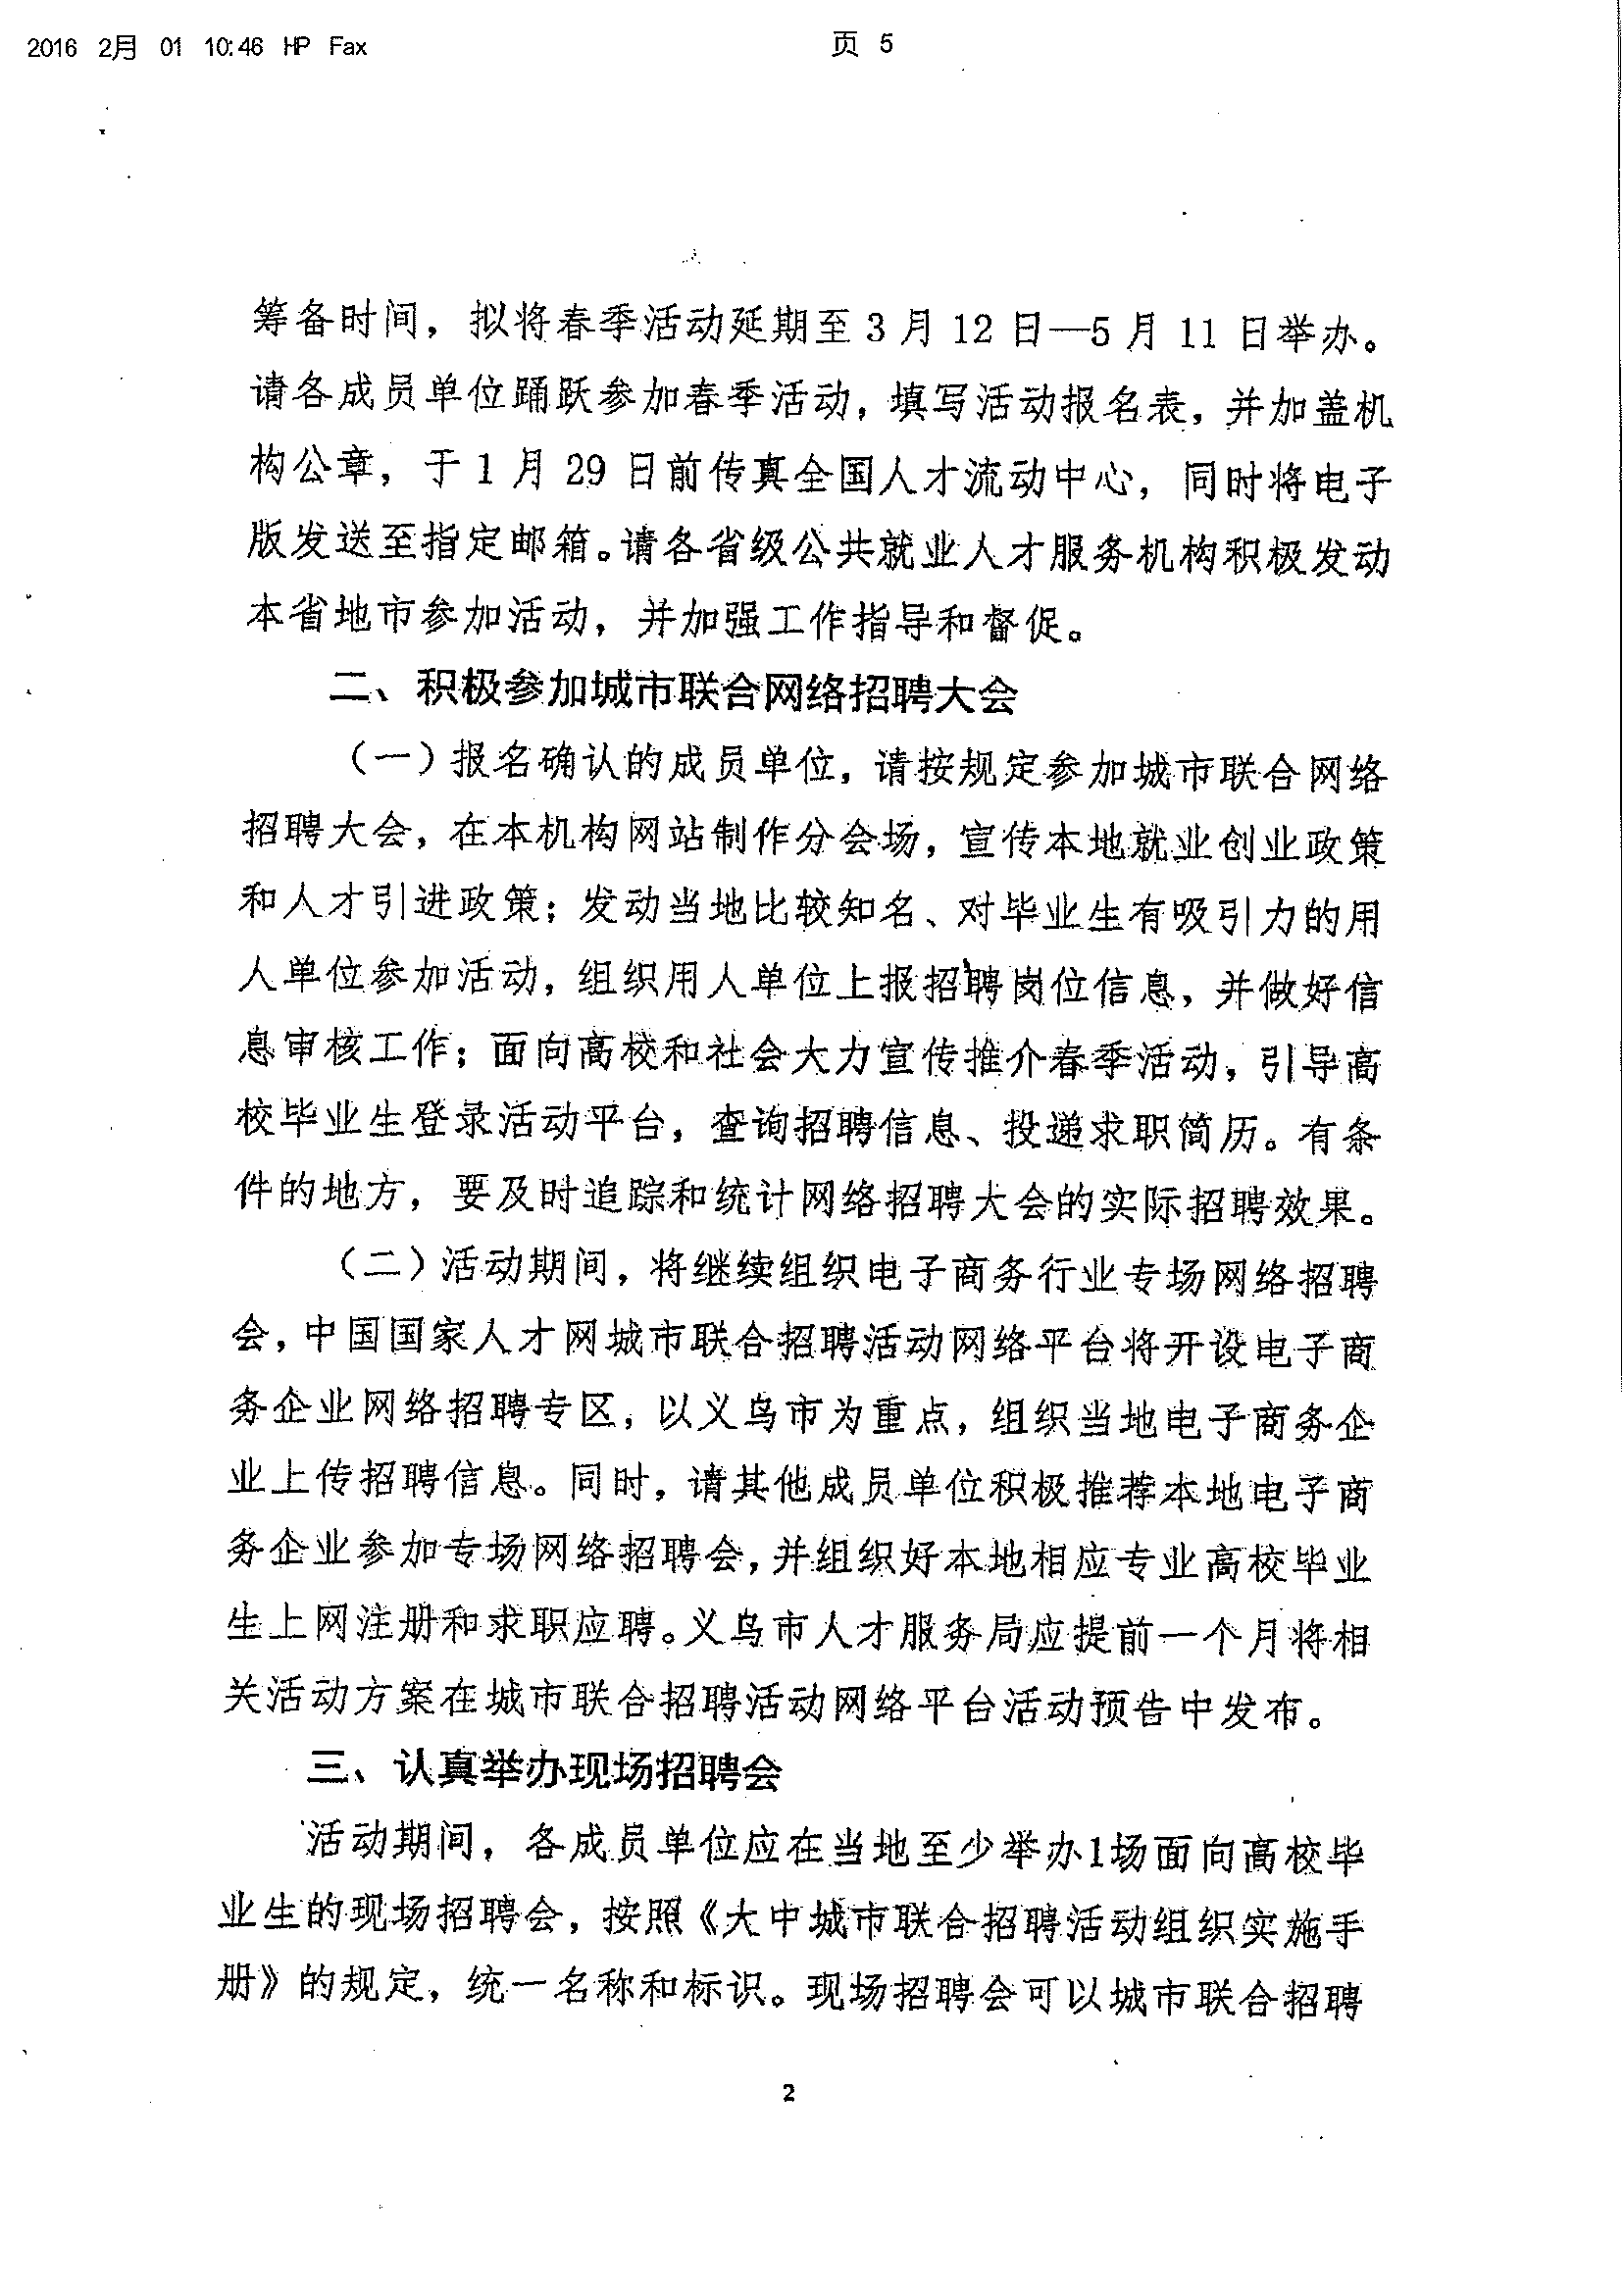 2016 2月 01 10:46 HP Fax 页 5
筹备时间，拟将春季活动延期至 3 月 12 日—5 月 11 日举办。
请各成员单位踊跃参加春季活动，填写活动报名表，并加盖机
构公章，于 1 月 29 日前传真全国人才流动中心，同时将电子
版发送至指定邮箱。请各省级公共就业人才服务机构积极发动
本省地市参加活动，并加强工作指导和督促。
二、积极参加城市联合网络招聘大会
（一）报名确认的成员单位，请按规定参加城市联合网络
招聘大会，在本机构网站制作分会场，宣传本地就业创业政策
和人才引进政策；发动当地比较知名、对毕业生有吸引力的用
人单位参加活动，组织用人单位上报招聘岗位信息，并做好信
息审核工作；面向高校和社会大力宣传推介春季活动，引导高
校毕业生登录活动平台，查询招聘信息、投递求职简历。有条
件的地方，要及时追踪和统计网络招聘大会的实际招聘效果。
（二）活动期间，将继续组织电子商务行业专场网络招聘
会，中国国家人才网城市联合招聘活动网络平台将开设电子商
务企业网络招聘专区，以义乌市为重点，组织当地电子商务企
业上传招聘信息。同时，请其他成员单位积极推荐本地电子商
务企业参加专场网络招聘会，并组织好本地相应专业高校毕业
生上网注册和求职应聘。义乌市人才服务局应提前一个月将相
关活动方案在城市联合招聘活动网络平台活动预告中发布。
三、认真举办现场招聘会
活动期间，各成员单位应在当地至少举办1场面向高校毕
业生的现场招聘会，按照《大中城市联合招聘活动组织实施手
册》的规定，统一名称和标识。现场招聘会可以城市联合招聘
2